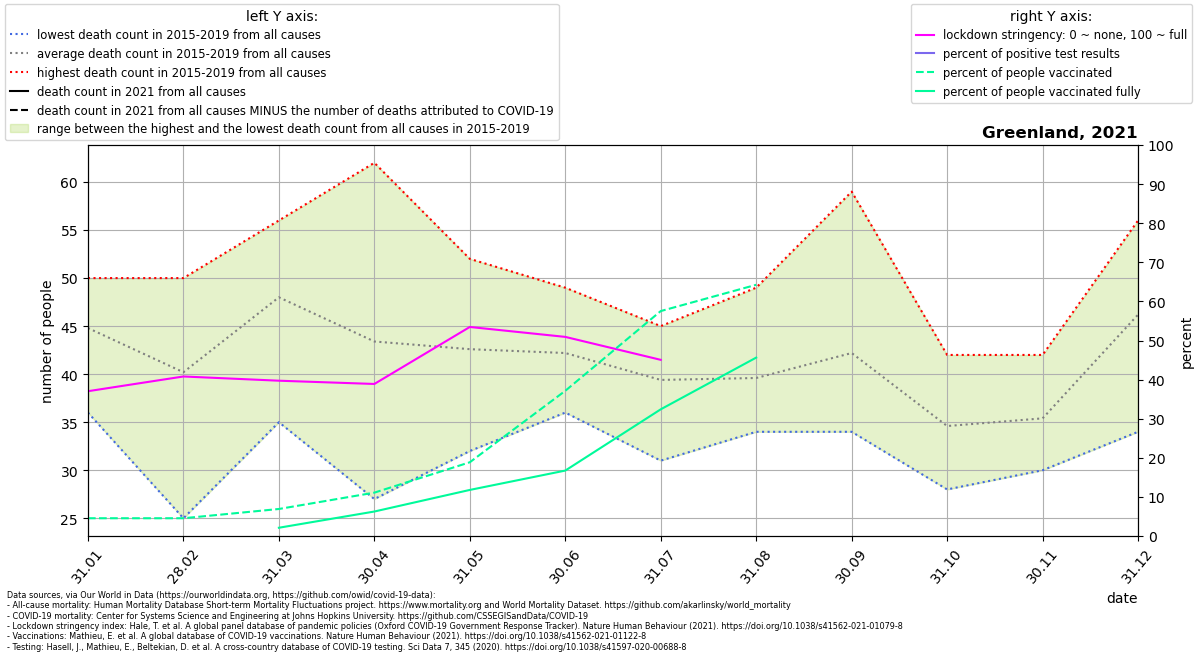 left Y axis:
lowest death count in 2015-2019 from all causes
average death count in 2015-2019 from all causes
highest death count in 2015-2019 from all causes
death count in 2021 from all causes
death count in 2021 from all causes MINUS the number of deaths attributed to COVID-19
range between the highest and the lowest death count from all causes in 2015-2019
right Y axis:
lockdown stringency: 0 ~ none, 100 ~ full
percent of positive test results
percent of people vaccinated
percent of people vaccinated fully
Greenland, 2021
number of people
60
55
50
45
40
35
30
25
100
90
80
70
60
50
40
30
20
10
0
percent
31.01
28.02
31.03
30.04
31.05
30.06
31.07
31.08
30.09
31.10
30.11
31.12
date
Data sources, via Our World in Data (https://ourworldindata.org, https://github.com/owid/covid-19-data):
- All-cause mortality: Human Mortality Database Short-term Mortality Fluctuations project. https://www.mortality.org and World Mortality Dataset. https://github.com/akarlinsky/world_mortality
- COVID-19 mortality: Center for Systems Science and Engineering at Johns Hopkins University. https://github.com/CSSEGISandData/COVID-19
- Lockdown stringency index: Hale, T. et al. A global panel database of pandemic policies (Oxford COVID-19 Government Response Tracker). Nature Human Behaviour (2021). https://doi.org/10.1038/s41562-021-01079-8
- Vaccinations: Mathieu, E. et al. A global database of COVID-19 vaccinations. Nature Human Behaviour (2021). https://doi.org/10.1038/s41562-021-01122-8
- Testing: Hasell, J., Mathieu, E., Beltekian, D. et al. A cross-country database of COVID-19 testing. Sci Data 7, 345 (2020). https://doi.org/10.1038/s41597-020-00688-8